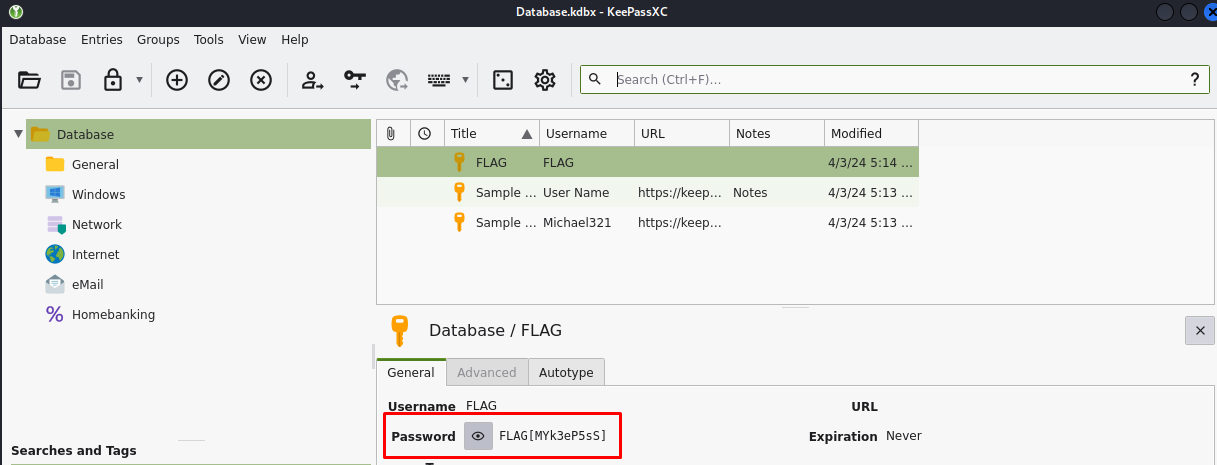 Database.kdbx - KeePassXC
Database Entries Groups Tools View Help
Search (Ctrl+F)... ?
Database
General
Windows
Network
Internet
eMail
Homebanking
Searches and Tags
Title Username URL Notes Modified
FLAG FLAG 4/3/24 5:14 ...
Sample ... User Name https://keep... Notes 4/3/24 5:13 ...
Sample ... Michael321 https://keep... 4/3/24 5:13 ...
Database / FLAG
General Advanced Autotype
Username FLAG URL
Password FLAG[MYk3eP5sS] Expiration Never